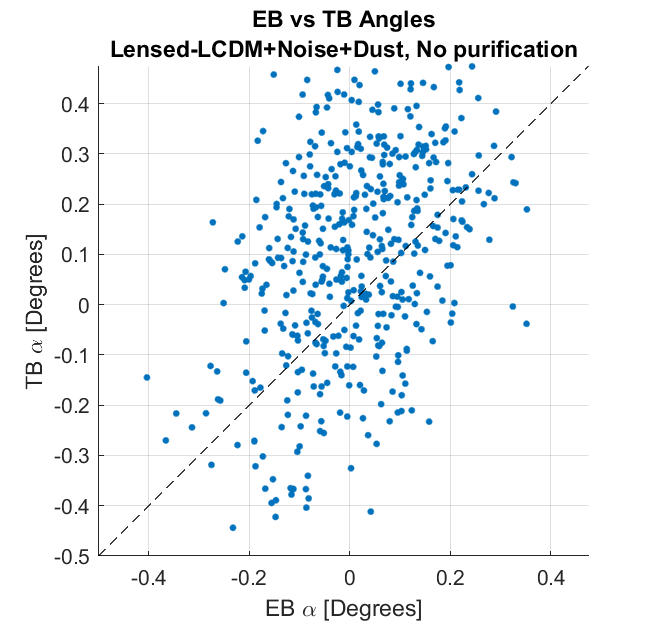 EB vs TB Angles
Lensed-LCDM+Noise+Dust, No purification
0.4
0.3
0.2
0.1
0
-0.1
-0.2
-0.3
-0.4
-0.5
TB α [Degrees]
-0.4 -0.2 0 0.2 0.4
EB α [Degrees]